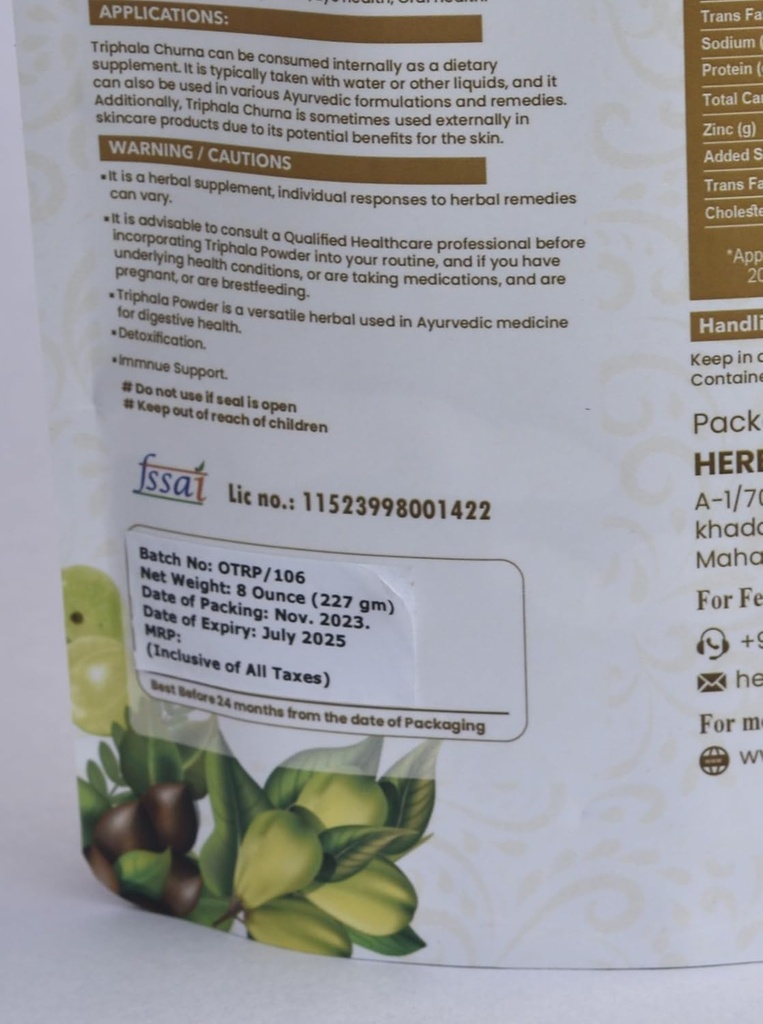 APPLICATIONS:
Triphala Churna can be consumed internally as a dietary
supplement. It is typically taken with water or other liquids, and it
can also be used in various Ayurvedic formulations and remedies.
Additionally, Triphala Churna is sometimes used externally in
skincare products due to its potential benefits for the skin.
WARNING / CAUTIONS
▪It is a herbal supplement, individual responses to herbal remedies
can vary.
▪It is advisable to consult a Qualified Healthcare professional before
incorporating Triphala Powder into your routine, and if you have
underlying health conditions, or are taking medications, and are
pregnant, or are breastfeeding.
▪Triphala Powder is a versatile herbal used in Ayurvedic medicine
for digestive health.
▪Detoxification.
▪Immnue Support.
# Do not use if seal is open
# Keep out of reach of children
fssai
Lic no.: 11523998001422
Batch No: OTRP/106
Net Weight: 8 Ounce (227 gm)
Date of Packing: Nov. 2023.
Date of Expiry: July 2025
MRP:
(Inclusive of All Taxes)
Best Before 24 months from the date of Packaging
Trans Fa
Sodium (
Protein (
Total Ca
Zinc (g)
Added S
Trans Fa
Choleste
*App
20
Handli
Keep in c
Containe
Pack
HERB
A-1/70
khado
Maha
For Fe
+9
he
For mo
www